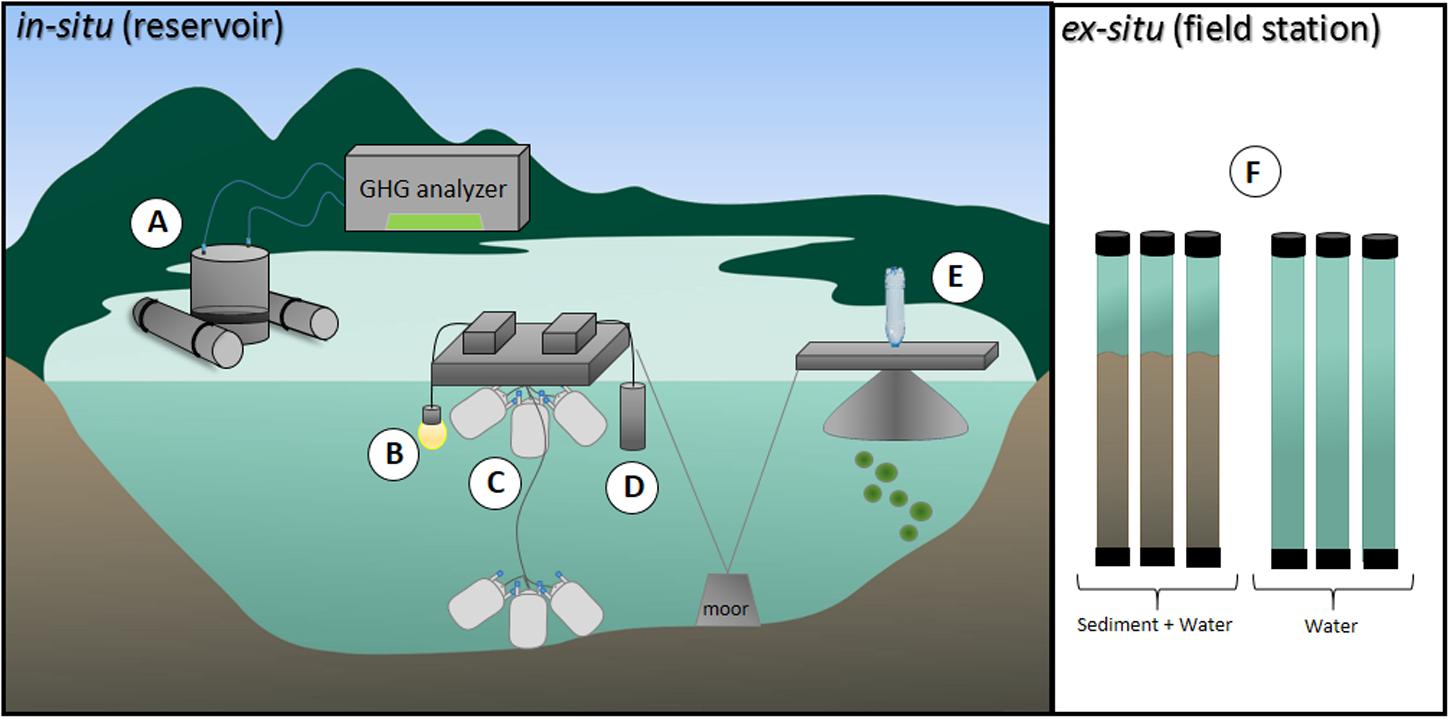 in-situ (reservoir)
ex-situ (field station)
GHG analyzer
A
B
C
D
E
moor
F
Sediment + Water
Water